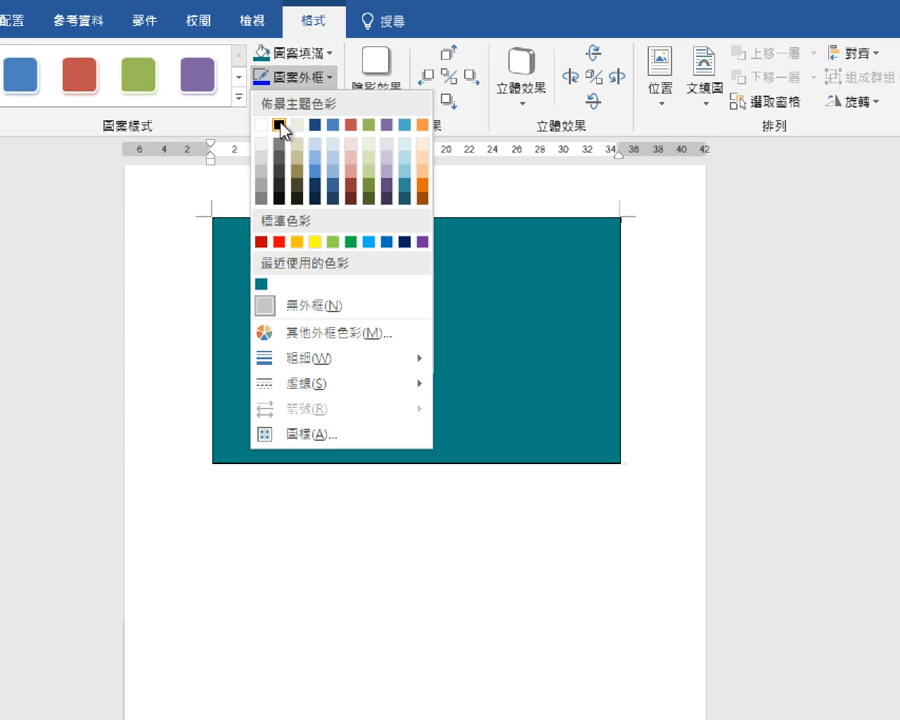 配置 參考資料 郵件 校閱 檢視 格式 搜尋
圖案填滿
圖案外框
陰影效果
立體效果
位置
文繞圖
上移一層
下移一層
選取窗格
對齊
組成群組
旋轉
圖案樣式
果
立體效果
排列
6 4 2 2 20 22 24 26 28 30 32 34 36 38 40 42
佈景主題色彩
標準色彩
最近使用的色彩
無外框(N)
其他外框色彩(M)...
粗細(W)
虛線(S)
箭號(R)
圖樣(A)...